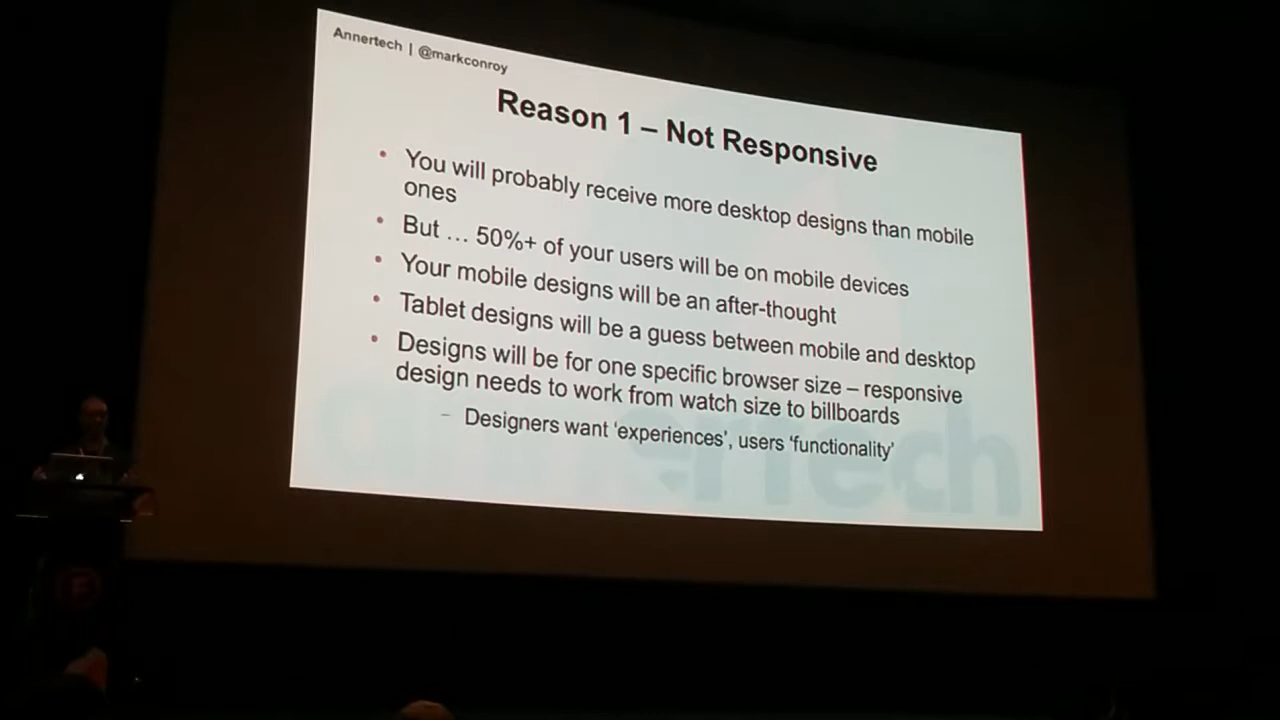 Annertech | @markconroy
Reason 1 – Not Responsive
• You will probably receive more desktop designs than mobile
ones
• But … 50%+ of your users will be on mobile devices
• Your mobile designs will be an after-thought
• Tablet designs will be a guess between mobile and desktop
• Designs will be for one specific browser size – responsive
design needs to work from watch size to billboards
– Designers want ‘experiences’, users ‘functionality’
annertech